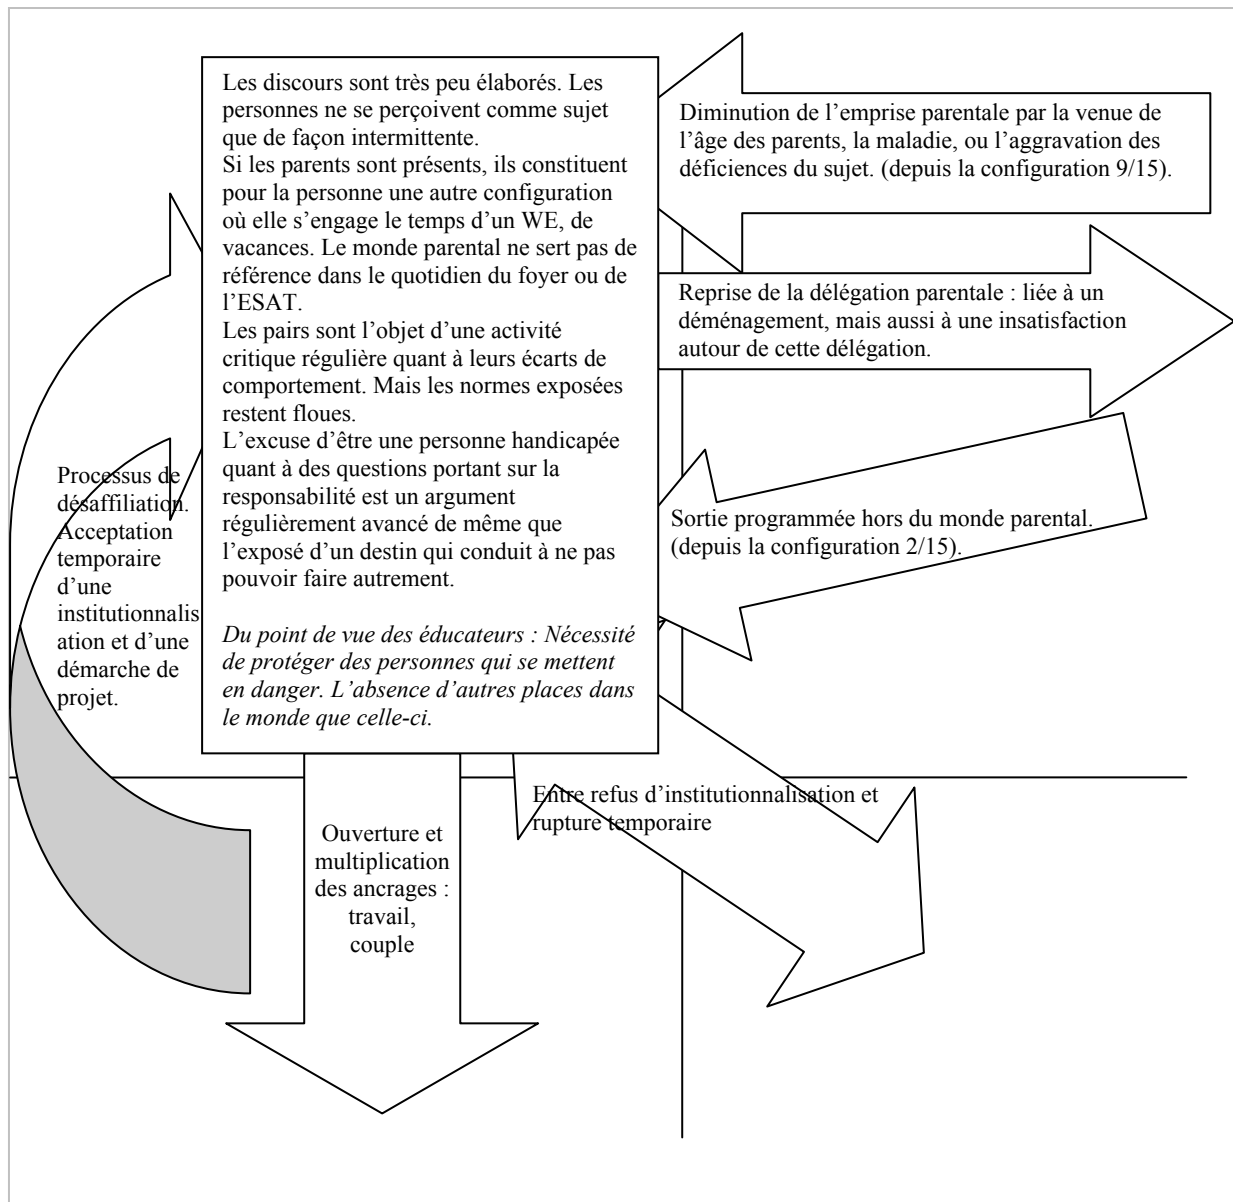 Les discours sont très peu élaborés. Les
personnes ne se perçoivent comme sujet
que de façon intermittente.
Si les parents sont présents, ils constituent
pour la personne une autre configuration
où elle s’engage le temps d’un WE, de
vacances. Le monde parental ne sert pas de
référence dans le quotidien du foyer ou de
l’ESAT.
Les pairs sont l’objet d’une activité
critique régulière quant à leurs écarts de
comportement. Mais les normes exposées
restent floues.
L’excuse d’être une personne handicapée
quant à des questions portant sur la
responsabilité est un argument
régulièrement avancé de même que
l’exposé d’un destin qui conduit à ne pas
pouvoir faire autrement.
Du point de vue des éducateurs : Nécessité
de protéger des personnes qui se mettent
en danger. L’absence d’autres places dans
le monde que celle-ci.
Diminution de l’emprise parentale par la venue de
l’âge des parents, la maladie, ou l’aggravation des
déficiences du sujet. (depuis la configuration 9/15).
Reprise de la délégation parentale : liée à un
déménagement, mais aussi à une insatisfaction
autour de cette délégation.
Sortie programmée hors du monde parental.
(depuis la configuration 2/15).
Processus de
désaffiliation.
Acceptation
temporaire
d’une
institutionnalis
ation et d’une
démarche de
projet.
Entre refus d’institutionnalisation et
rupture temporaire
Ouverture et
multiplication
des ancrages :
travail,
couple